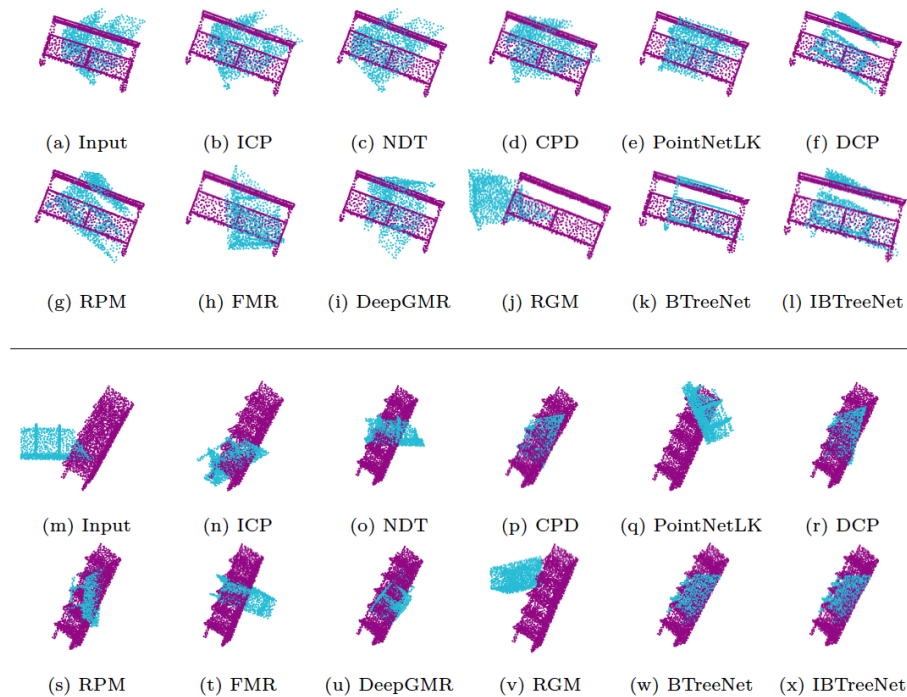 (a) Input (b) ICP (c) NDT (d) CPD (e) PointNetLK (f) DCP
(g) RPM (h) FMR (i) DeepGMR (j) RGM (k) BTreeNet (l) IBTreeNet
(m) Input (n) ICP (o) NDT (p) CPD (q) PointNetLK (r) DCP
(s) RPM (t) FMR (u) DeepGMR (v) RGM (w) BTreeNet (x) IBTreeNet